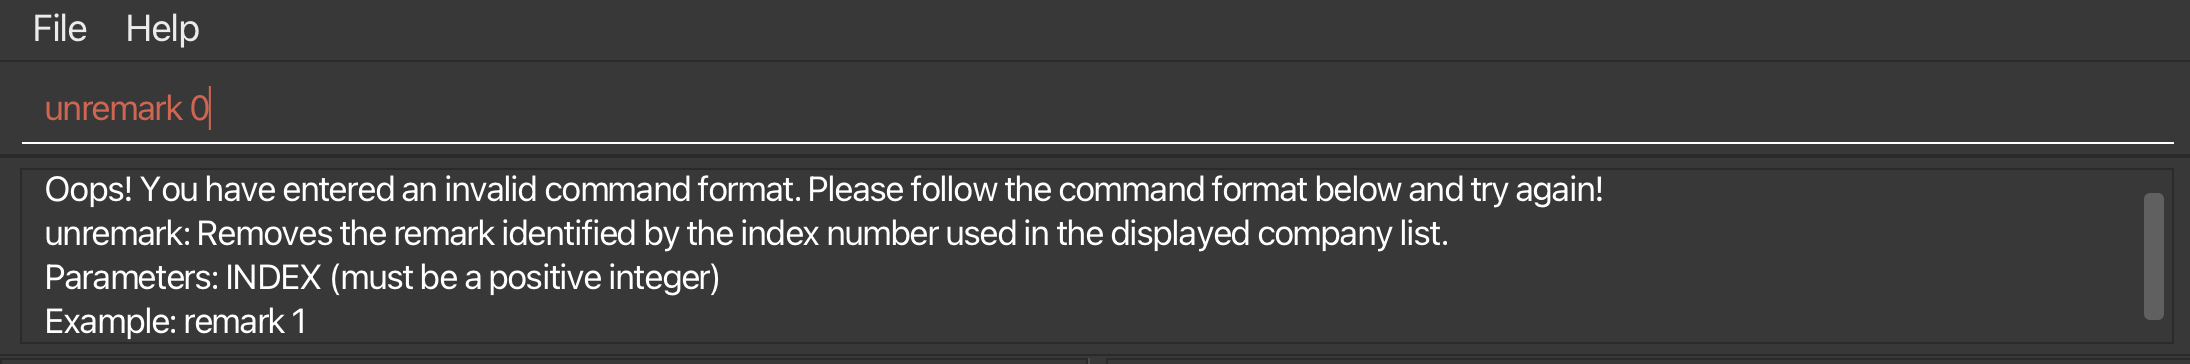 File Help
unremark 0
Oops! You have entered an invalid command format. Please follow the command format below and try again!
unremark: Removes the remark identified by the index number used in the displayed company list.
Parameters: INDEX (must be a positive integer)
Example: remark 1